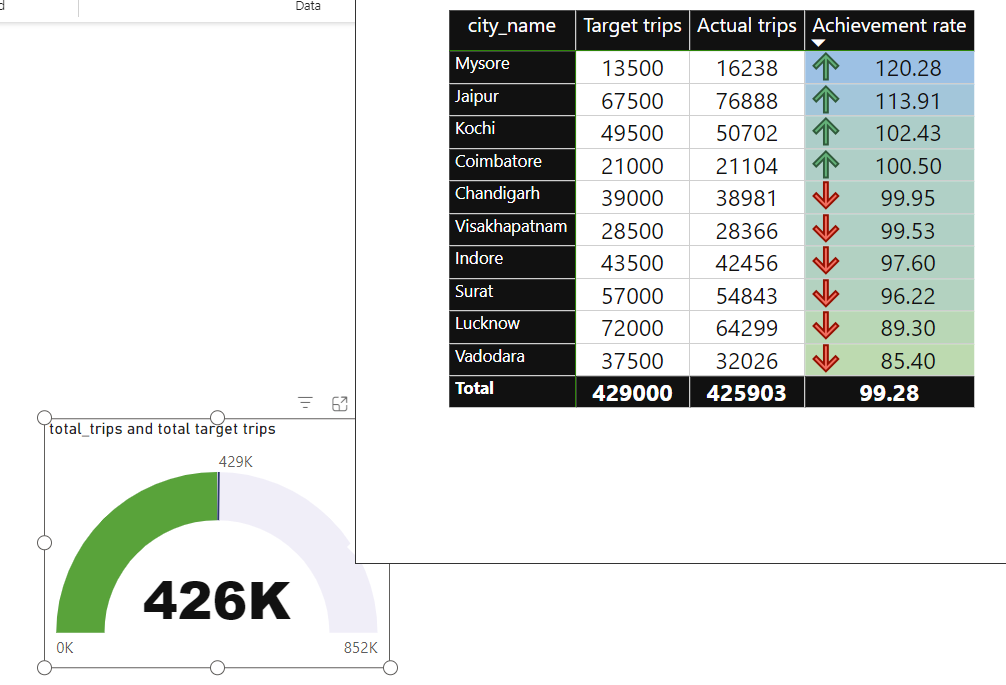 Data
city_name Target trips Actual trips Achievement rate
Mysore 13500 16238 120.28
Jaipur 67500 76888 113.91
Kochi 49500 50702 102.43
Coimbatore 21000 21104 100.50
Chandigarh 39000 38981 99.95
Visakhapatnam 28500 28366 99.53
Indore 43500 42456 97.60
Surat 57000 54843 96.22
Lucknow 72000 64299 89.30
Vadodara 37500 32026 85.40
Total 429000 425903 99.28
total_trips and total target trips
429K
426K
0K 852K